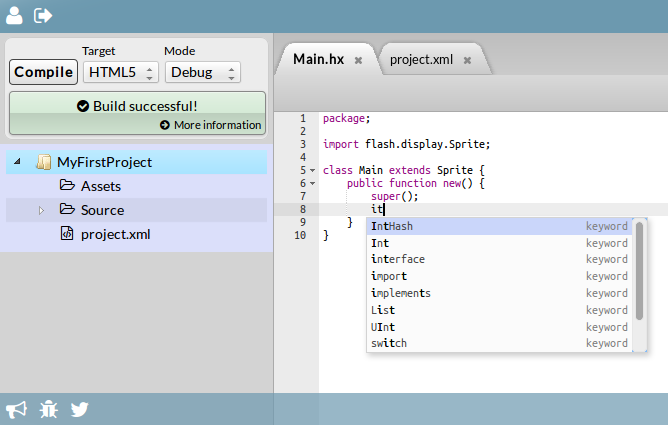 Target
Mode
Compile
HTML5
Debug
Build successful!
More information
MyFirstProject
Assets
Source
project.xml
Main.hx
project.xml
1 package;
2
3 import flash.display.Sprite;
4
5 class Main extends Sprite {
6 public function new() {
7 super();
8 it
9 }
10 }
IntHash keyword
Int keyword
interface keyword
import keyword
implements keyword
List keyword
UInt keyword
switch keyword